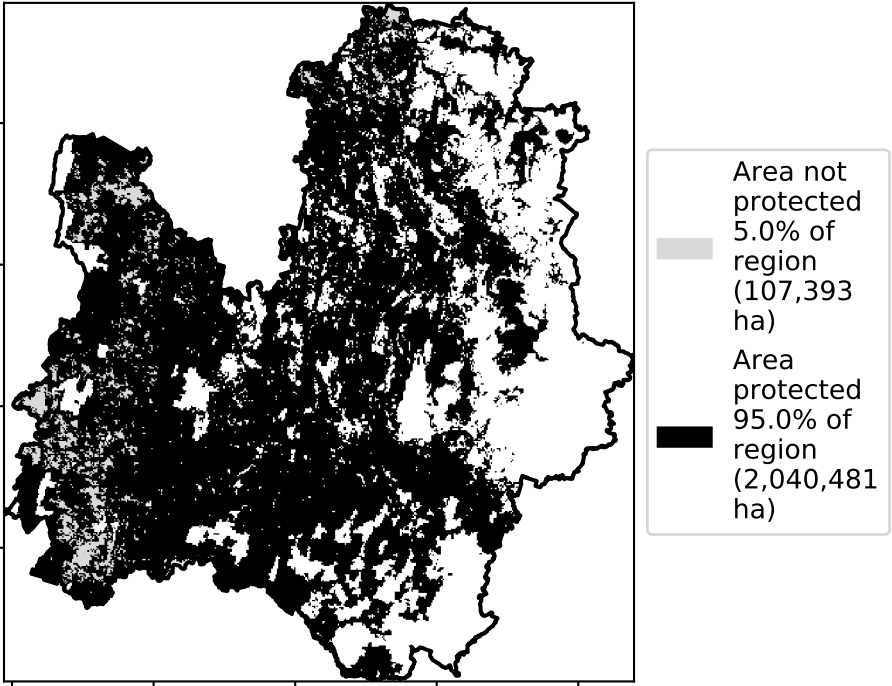 Area not
protected
5.0% of
region
(107,393
ha)
Area
protected
95.0% of
region
(2,040,481
ha)